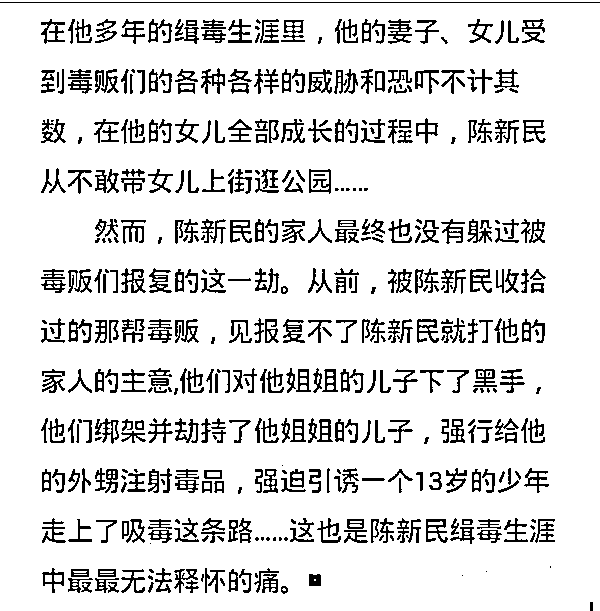 在他多年的缉毒生涯里，他的妻子、女儿受
到毒贩们的各种各样的威胁和恐吓不计其
数，在他的女儿全部成长的过程中，陈新民
从不敢带女儿上街逛公园……
然而，陈新民的家人最终也没有躲过被
毒贩们报复的这一劫。从前，被陈新民收拾
过的那帮毒贩，见报复不了陈新民就打他的
家人的主意,他们对他姐姐的儿子下了黑手，
他们绑架并劫持了他姐姐的儿子，强行给他
的外甥注射毒品，强迫引诱一个13岁的少年
走上了吸毒这条路……这也是陈新民缉毒生涯
中最最无法释怀的痛。